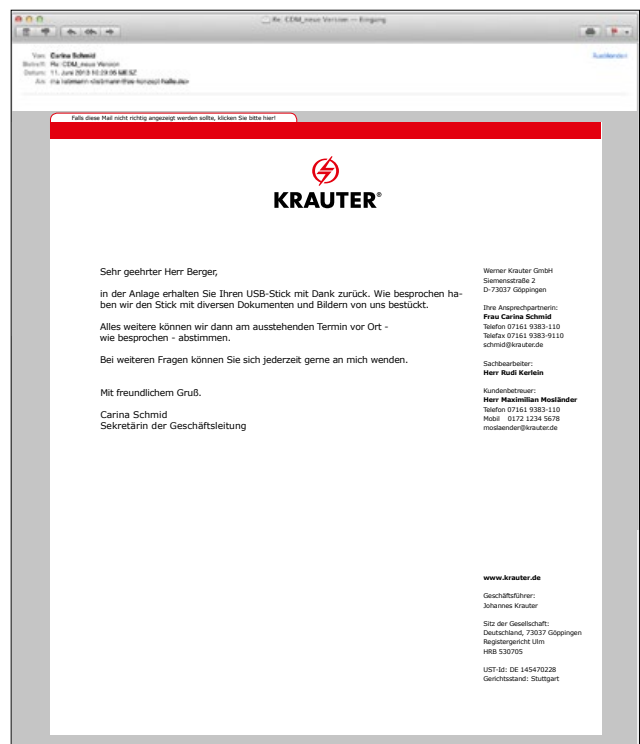 Re: CDM_neue Version — Eingang
Von: Carina Schmid
Betreff: Re: CDM_neue Version
Datum: 11. Juni 2013 10:29:06 MESZ
An:
Ausblenden
Falls diese Mail nicht richtig angezeigt werden sollte, klicken Sie bitte hier!
KRAUTER®
Sehr geehrter Herr Berger,
in der Anlage erhalten Sie Ihren USB-Stick mit Dank zurück. Wie besprochen ha-
ben wir den Stick mit diversen Dokumenten und Bildern von uns bestückt.
Alles weitere können wir dann am ausstehenden Termin vor Ort -
wie besprochen - abstimmen.
Bei weiteren Fragen können Sie sich jederzeit gerne an mich wenden.
Mit freundlichem Gruß.
Carina Schmid
Sekretärin der Geschäftsleitung
Werner Krauter GmbH
Siemensstraße 2
D-73037 Göppingen
Ihre Ansprechpartnerin:
Frau Carina Schmid
Telefon 07161 9383-110
Telefax 07161 9383-9110
schmid@krauter.de
Sachbearbeiter:
Herr Rudi Kerlein
Kundenbetreuer:
Herr Maximilian Mosländer
Telefon 07161 9383-110
Mobil 0172 1234 5678
moslaender@krauter.de
www.krauter.de
Geschäftsführer:
Johannes Krauter
Sitz der Gesellschaft:
Deutschland, 73037 Göppingen
Registergericht Ulm
HRB 530705
UST-Id: DE 145470228
Gerichtsstand: Stuttgart